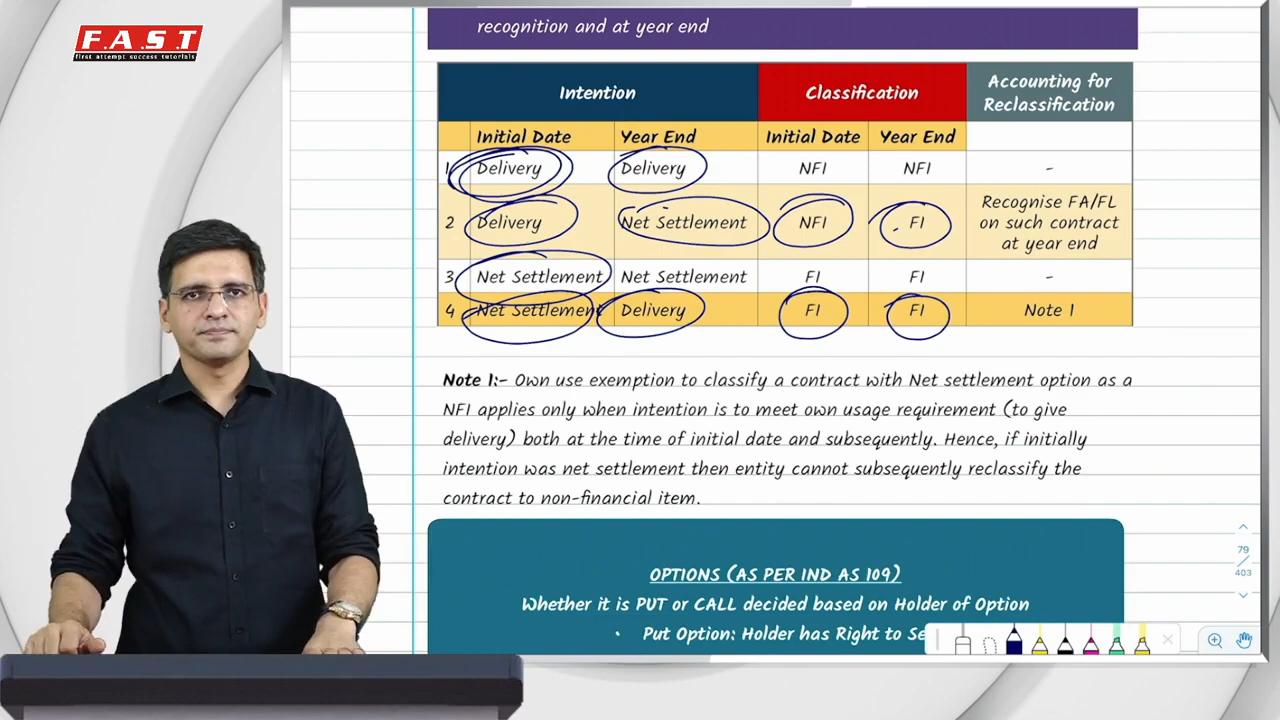 F.A.S.T
first attempt success tutorials
recognition and at year end
Intention Classification Accounting for Reclassification
Initial Date Year End Initial Date Year End
1 Delivery Delivery NFI NFI -
2 Delivery Net Settlement NFI FI Recognise FA/FL on such contract at year end
3 Net Settlement Net Settlement FI FI -
4 Net Settlement Delivery FI FI Note 1
Note 1:- Own use exemption to classify a contract with Net settlement option as a
NFI applies only when intention is to meet own usage requirement (to give
delivery) both at the time of initial date and subsequently. Hence, if initially
intention was net settlement then entity cannot subsequently reclassify the
contract to non-financial item.
OPTIONS (AS PER IND AS 109)
Whether it is PUT or CALL decided based on Holder of Option
• Put Option: Holder has Right to Se
79
403